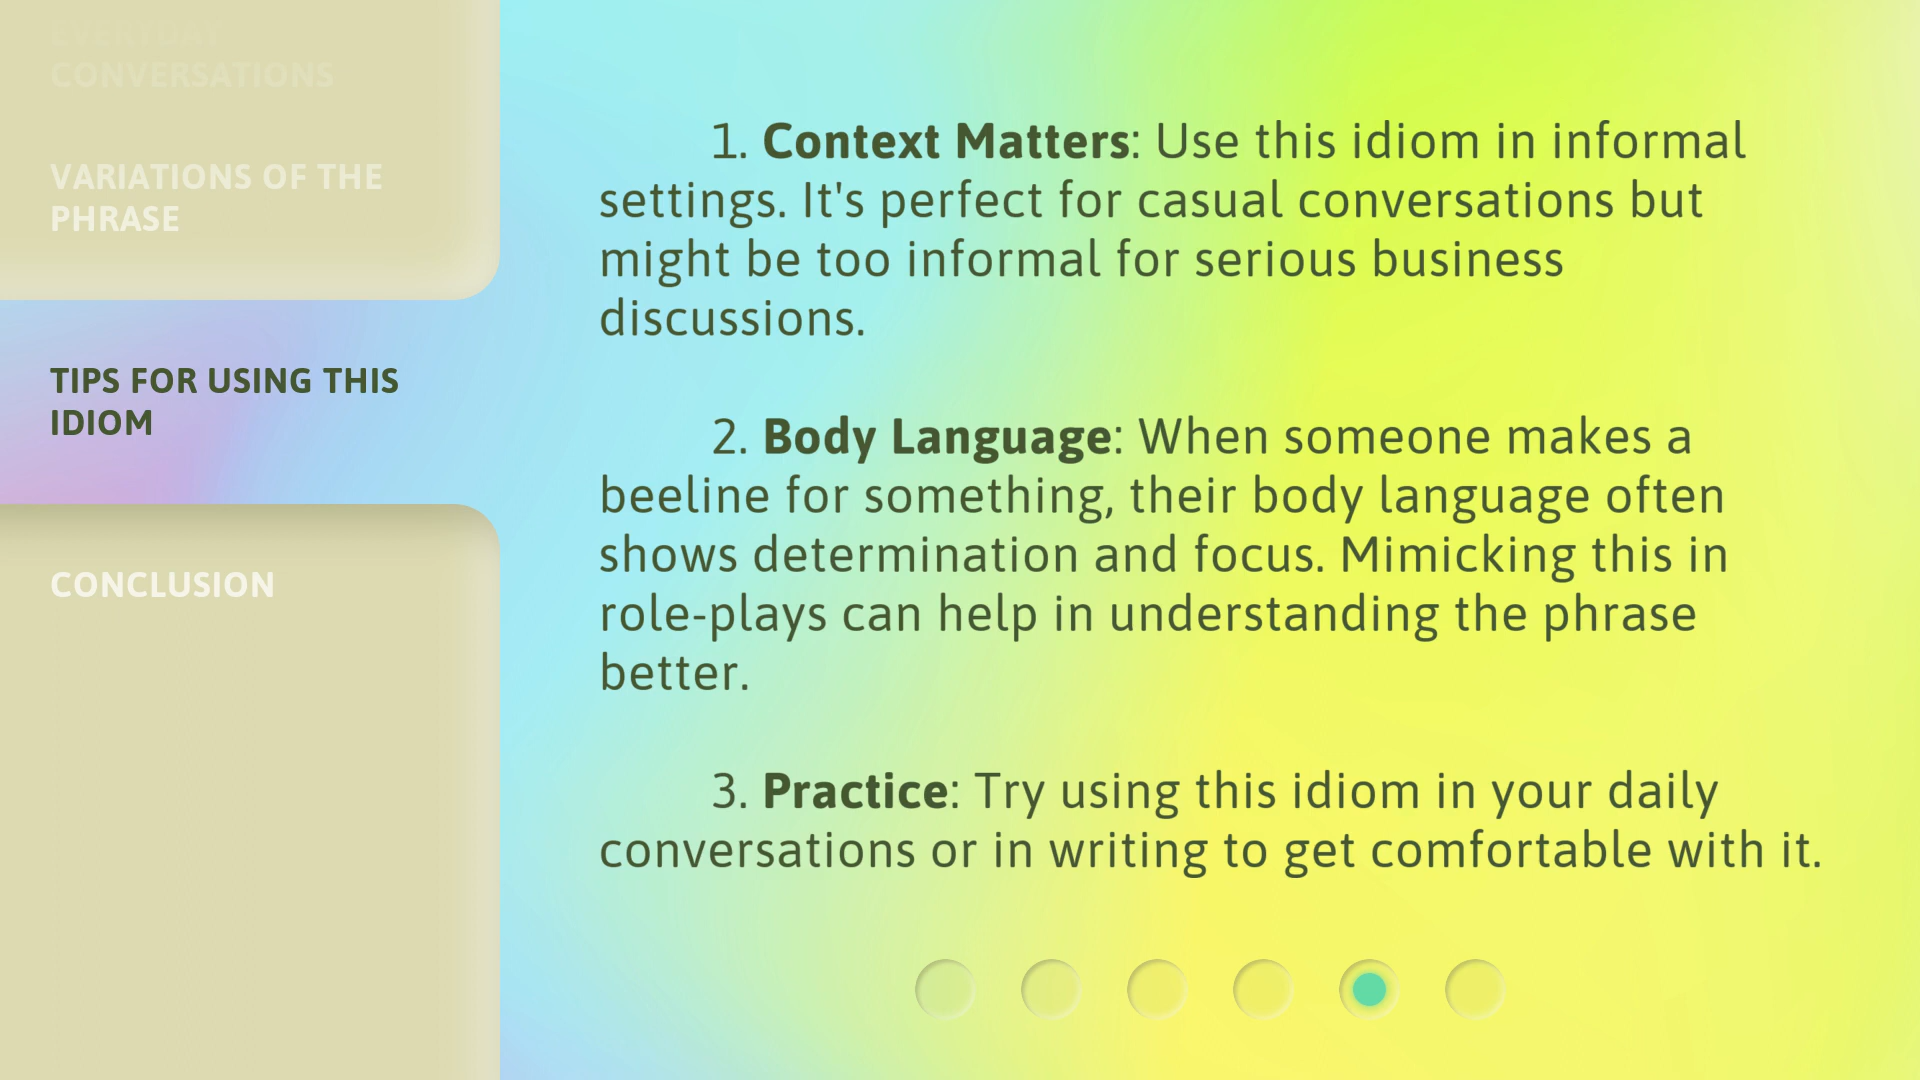 EVERYDAY
CONVERSATIONS
VARIATIONS OF THE
PHRASE
TIPS FOR USING THIS
IDIOM
CONCLUSION
1. Context Matters: Use this idiom in informal
settings. It's perfect for casual conversations but
might be too informal for serious business
discussions.
2. Body Language: When someone makes a
beeline for something, their body language often
shows determination and focus. Mimicking this in
role-plays can help in understanding the phrase
better.
3. Practice: Try using this idiom in your daily
conversations or in writing to get comfortable with it.